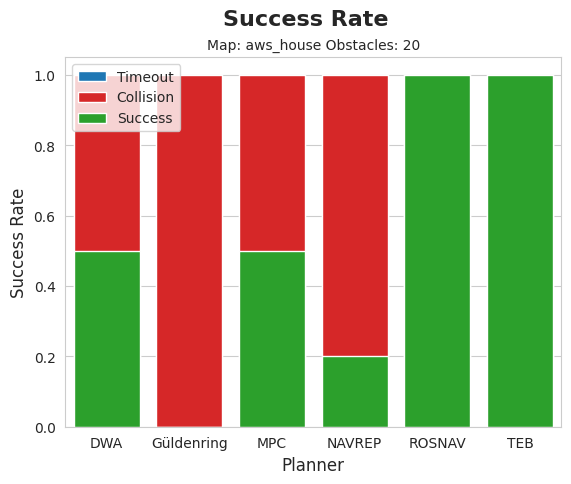 Success Rate
Map: aws_house Obstacles: 20
Timeout
Collision
Success
1.0
0.8
0.6
0.4
0.2
0.0
Success Rate
DWA Güldenring MPC NAVREP ROSNAV TEB
Planner